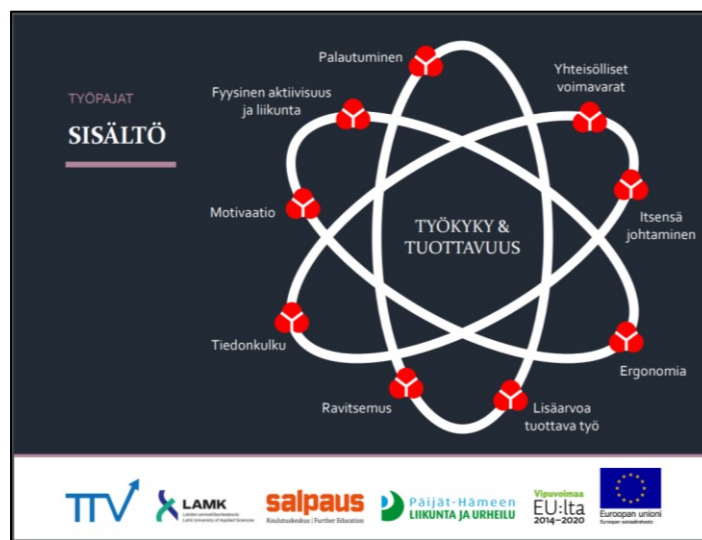 TYÖPAJAT
SISÄLTÖ
Palautuminen
Yhteisölliset
voimavarat
Fyysinen aktiivisuus
ja liikunta
Motivaatio
TYÖKYKY &
TUOTTAVUUS
Itsensä
johtaminen
Tiedonkulku
Ergonomia
Ravitsemus
Lisäarvoa
tuottava työ
TTV
LAMK
Lahden ammattikorkeakoulu
Lahti University of Applied Sciences
salpaus
Koulutuskeskus | Further Education
Päijät-Hämeen
LIIKUNTA JA URHEILU
Vipuvoimaa
EU:lta
2014–2020
Euroopan unioni
Euroopan sosiaalirahasto